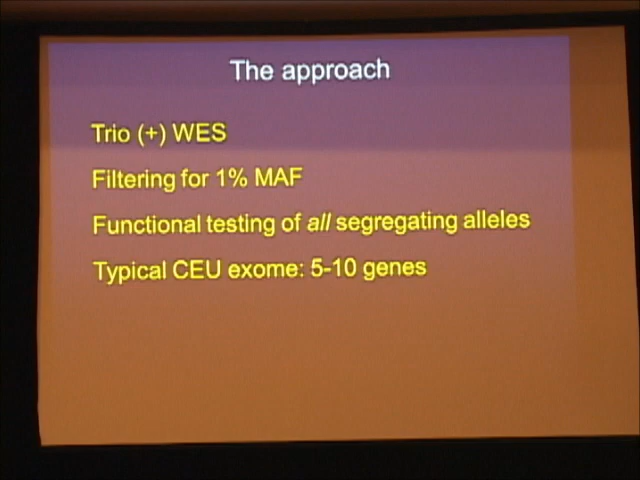 The approach
Trio (+) WES
Filtering for 1% MAF
Functional testing of all segregating alleles
Typical CEU exome: 5-10 genes